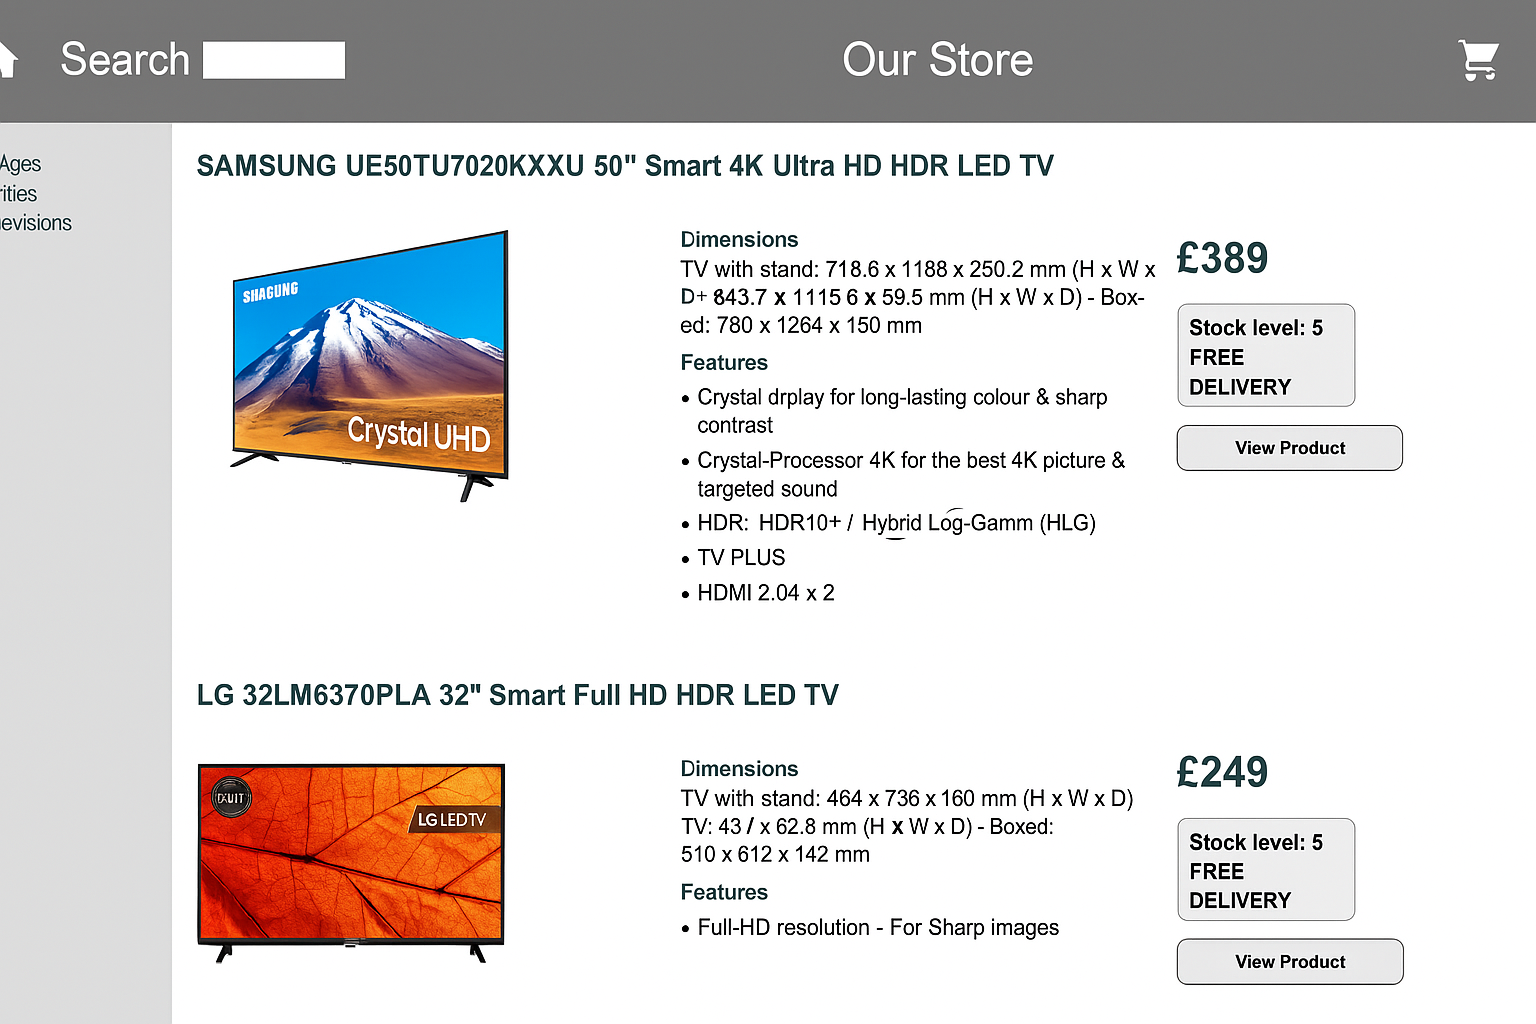 Search
Our Store
Ages
rities
evisions
SAMSUNG UE50TU7020KXXU 50" Smart 4K Ultra HD HDR LED TV
SHAGUNG
Crystal UHD
Dimensions
TV with stand: 718.6 x 1188 x 250.2 mm (H x W x
D+ 843.7 x 1115 6 x 59.5 mm (H x W x D) - Box-
ed: 780 x 1264 x 150 mm
Features
• Crystal drplay for long-lasting colour & sharp
contrast
• Crystal-Processor 4K for the best 4K picture &
targeted sound
• HDR: HDR10+ / Hybrid Log-Gamm (HLG)
• TV PLUS
• HDMI 2.04 x 2
£389
Stock level: 5
FREE
DELIVERY
View Product
LG 32LM6370PLA 32" Smart Full HD HDR LED TV
LG LED TV
Dimensions
TV with stand: 464 x 736 x 160 mm (H x W x D)
TV: 43 / x 62.8 mm (H x W x D) - Boxed:
510 x 612 x 142 mm
Features
• Full-HD resolution - For Sharp images
£249
Stock level: 5
FREE
DELIVERY
View Product